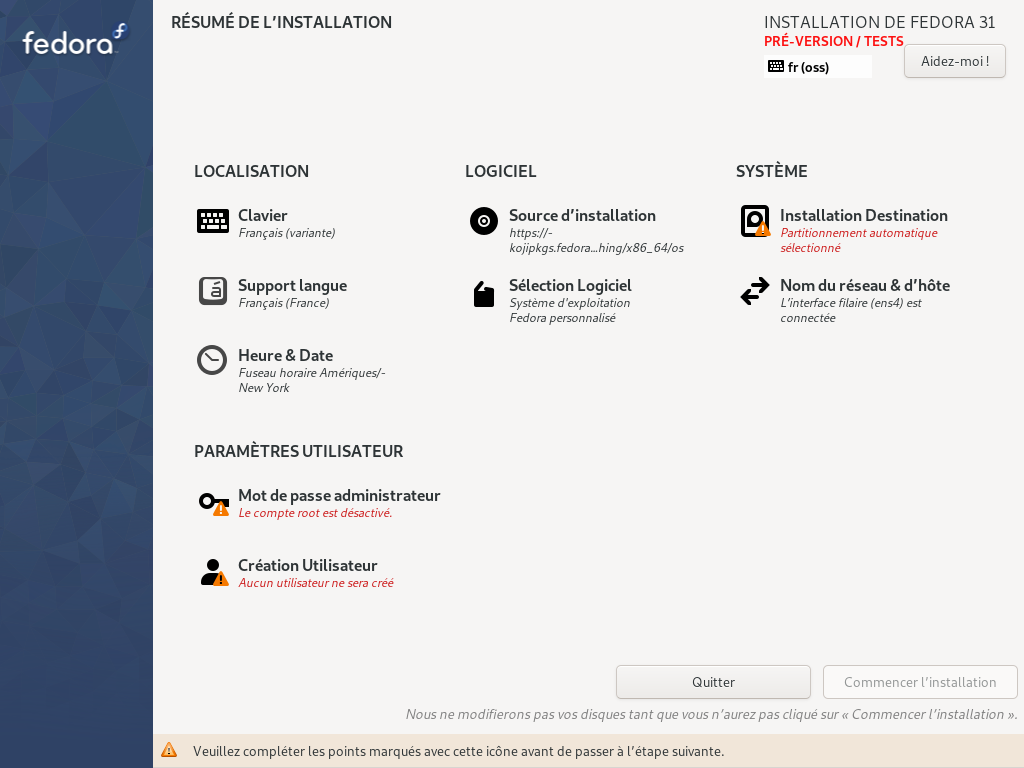 fedora
RÉSUMÉ DE L’INSTALLATION
INSTALLATION DE FEDORA 31
PRÉ-VERSION / TESTS
fr (oss)
Aidez-moi !
LOCALISATION
Clavier
Français (variante)
Support langue
Français (France)
Heure & Date
Fuseau horaire Amériques/-
New York
LOGICIEL
Source d’installation
https://-
kojipkgs.fedora...hing/x86_64/os
Sélection Logiciel
Système d'exploitation
Fedora personnalisé
SYSTÈME
Installation Destination
Partitionnement automatique
sélectionné
Nom du réseau & d’hôte
L’interface filaire (ens4) est
connectée
PARAMÈTRES UTILISATEUR
Mot de passe administrateur
Le compte root est désactivé.
Création Utilisateur
Aucun utilisateur ne sera créé
Quitter
Commencer l’installation
Nous ne modifierons pas vos disques tant que vous n’aurez pas cliqué sur « Commencer l’installation ».
Veuillez compléter les points marqués avec cette icône avant de passer à l’étape suivante.